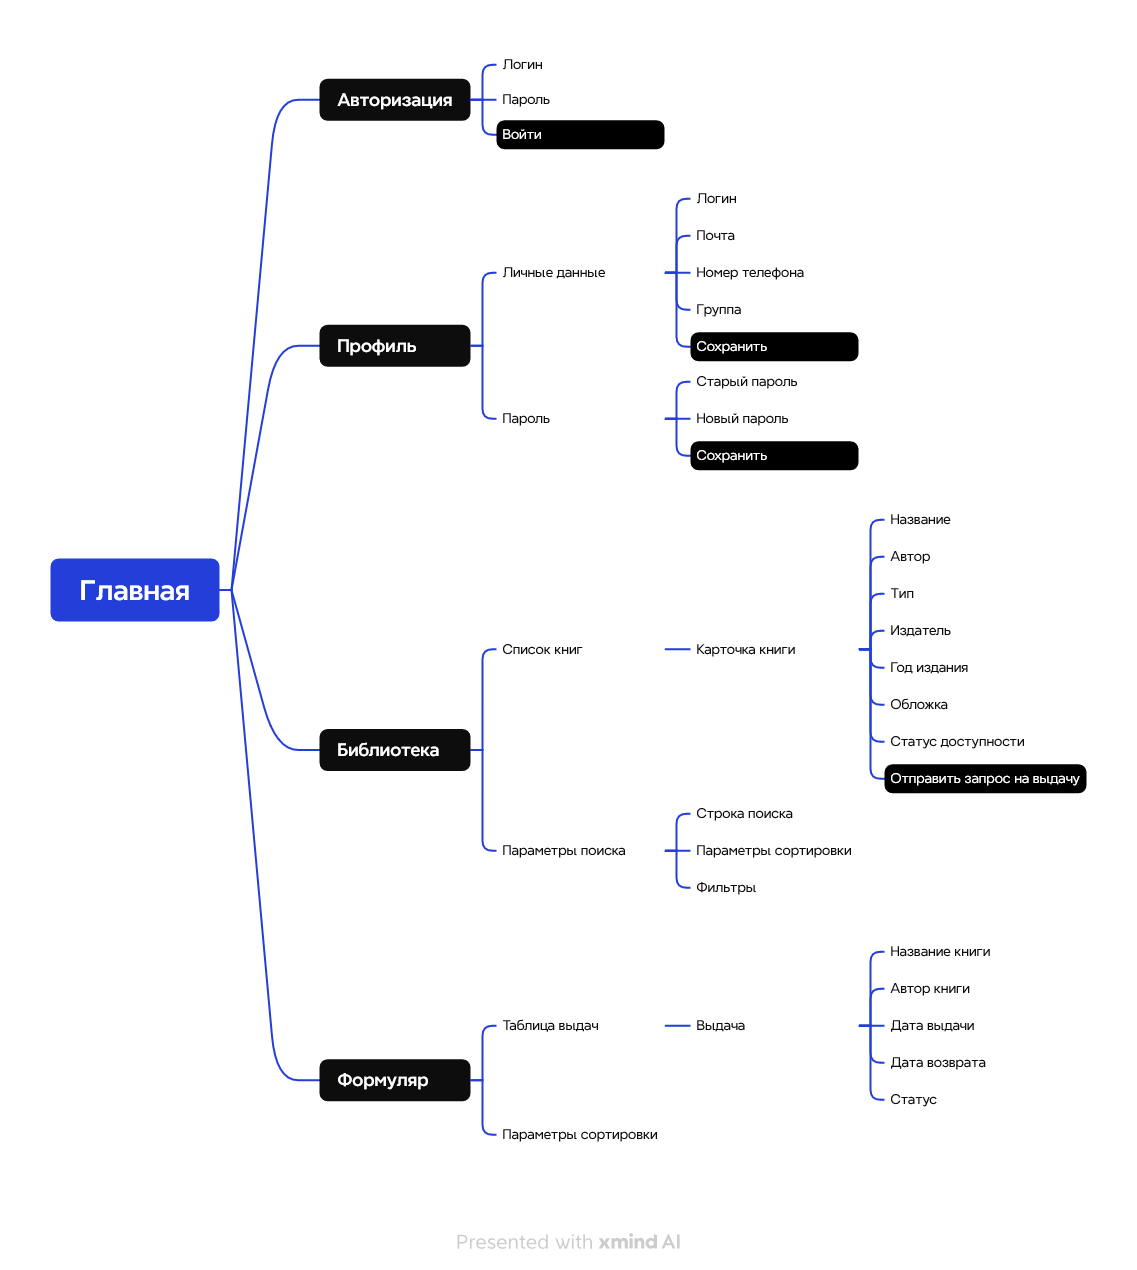 Главная
Авторизация
Логин
Пароль
Войти
Профиль
Личные данные
Логин
Почта
Номер телефона
Группа
Сохранить
Пароль
Старый пароль
Новый пароль
Сохранить
Библиотека
Список книг
Карточка книги
Название
Автор
Тип
Издатель
Год издания
Обложка
Статус доступности
Отправить запрос на выдачу
Параметры поиска
Строка поиска
Параметры сортировки
Фильтры
Формуляр
Таблица выдач
Выдача
Название книги
Автор книги
Дата выдачи
Дата возврата
Статус
Параметры сортировки
Presented with xmind AI